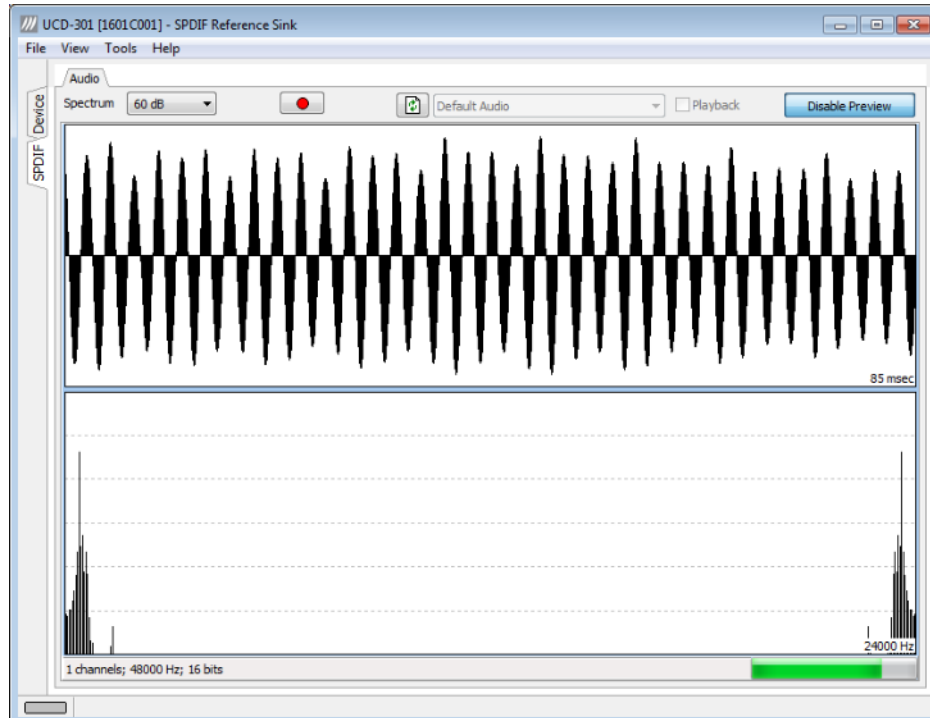 UCD-301 [1601C001] - SPDIF Reference Sink
File View Tools Help
Device
SPDIF
Audio
Spectrum 60 dB Default Audio Playback Disable Preview
85 msec
24000 Hz
1 channels; 48000 Hz; 16 bits